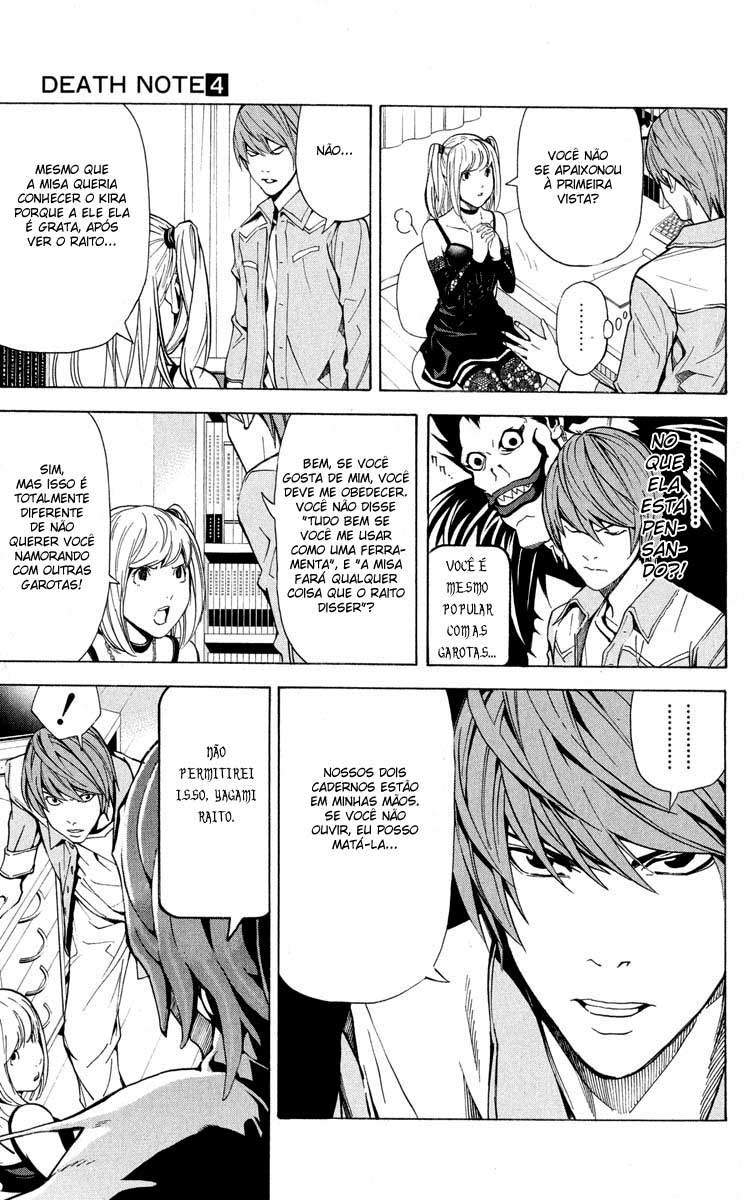 DEATH NOTE 4
VOCÊ NÃO
SE APAIXONOU
À PRIMEIRA
VISTA?
.........
NÃO...
MESMO QUE
A MISA QUERIA
CONHECER O KIRA
PORQUE A ELE ELA
É GRATA, APÓS
VER O RAITO...
.........
NO
QUE
ELA
ESTÁ
PEN-
SAN-
DO?!
VOCÊ É
MESMO
POPULAR
COM AS
GAROTAS...
BEM, SE VOCÊ
GOSTA DE MIM, VOCÊ
DEVE ME OBEDECER.
VOCÊ NÃO DISSE
"TUDO BEM SE
VOCÊ ME USAR
COMO UMA FERRA-
MENTA", E "A MISA
FARÁ QUALQUER
COISA QUE O RAITO
DISSER"?
SIM,
MAS ISSO É
TOTALMENTE
DIFERENTE
DE NÃO
QUERER VOCÊ
NAMORANDO
COM OUTRAS
GAROTAS!
.........
NOSSOS DOIS
CADERNOS ESTÃO
EM MINHAS MÃOS.
SE VOCÊ NÃO
OUVIR, EU POSSO
MATÁ-LA...
NÃO
PERMITIREI
ISSO, YAGAMI
RAITO.
!